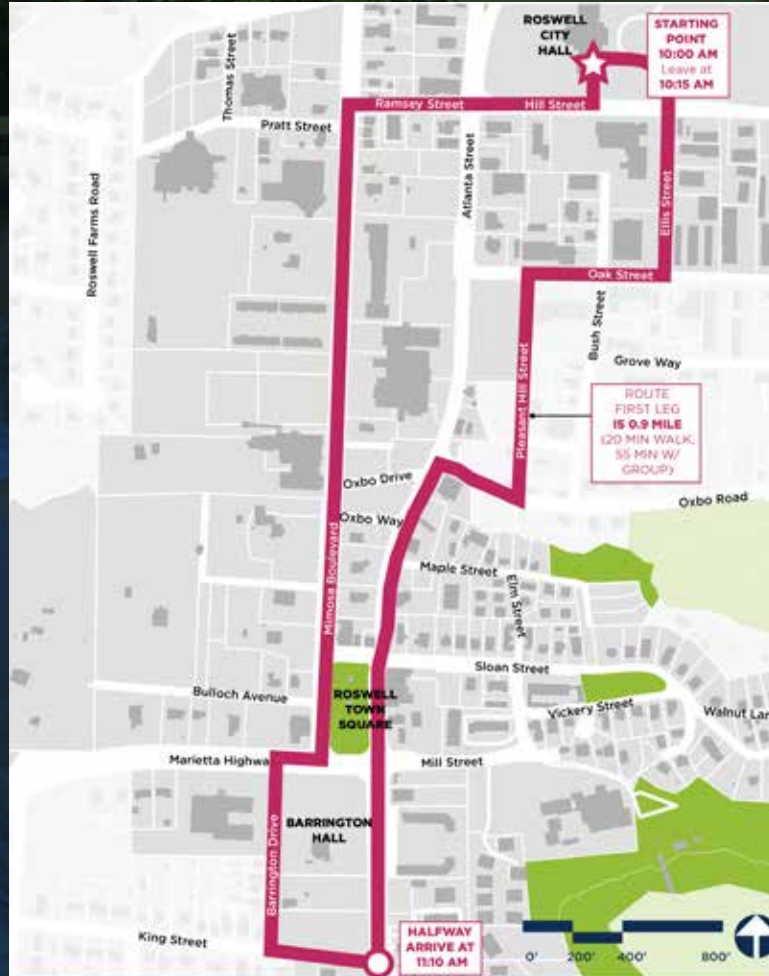 ROSWELL
CITY
HALL
STARTING
POINT
10:00 AM
Leave at
10:15 AM
Thomas Street
Ramsey Street
Hill Street
Pratt Street
Atlanta Street
Ellis Street
Roswell Farms Road
Oak Street
Bush Street
Grove Way
Pleasant Hill Street
ROUTE
FIRST LEG
IS 0.9 MILE
(20 MIN WALK,
55 MIN W/
GROUP)
Oxbo Drive
Oxbo Road
Oxbo Way
Mimosa Boulevard
Maple Street
Elm Street
Sloan Street
Bulloch Avenue
ROSWELL
TOWN
SQUARE
Vickery Street
Walnut Lan
Marietta Highwa
Mill Street
BARRINGTON
HALL
Barrington Drive
King Street
HALFWAY
ARRIVE AT
11:10 AM
0' 200' 400' 800'